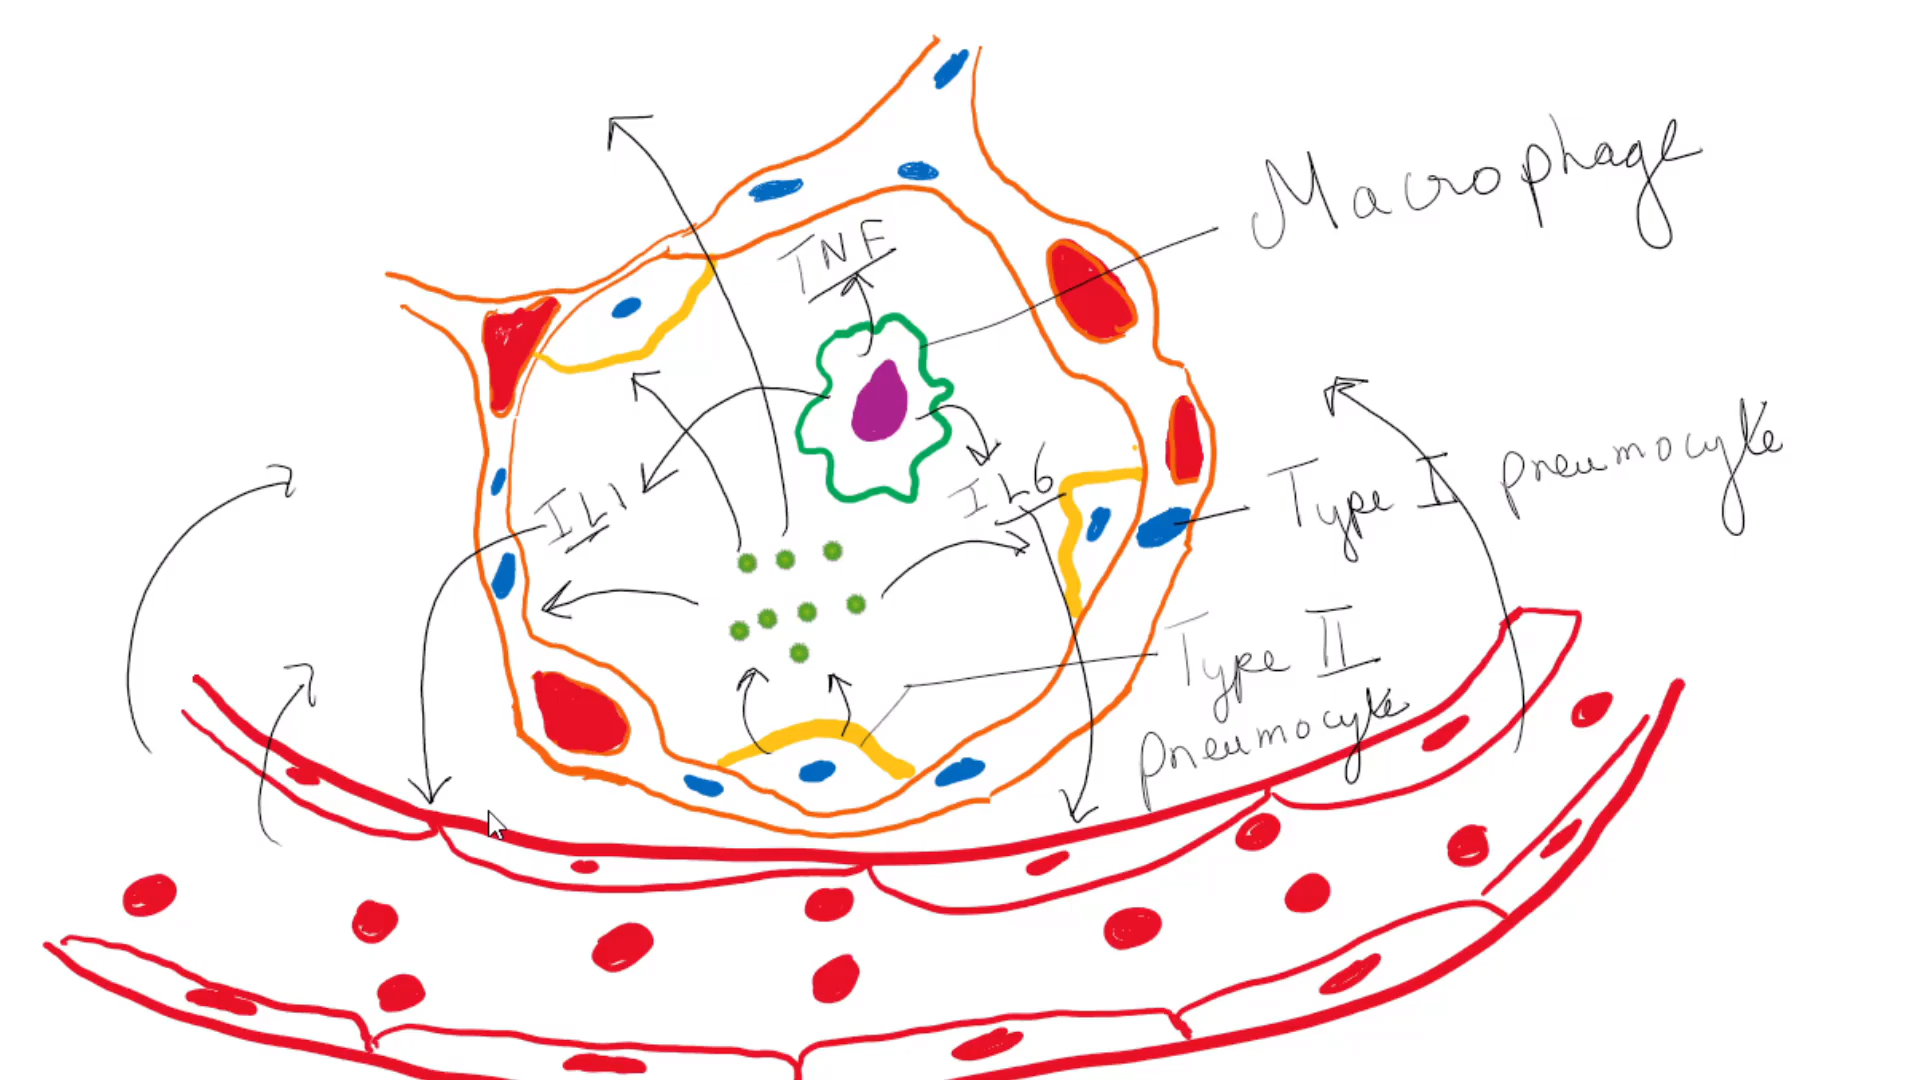 Macrophage
TNF
Type I pneumocyte
IL6
IL1
Type II
pneumocyte